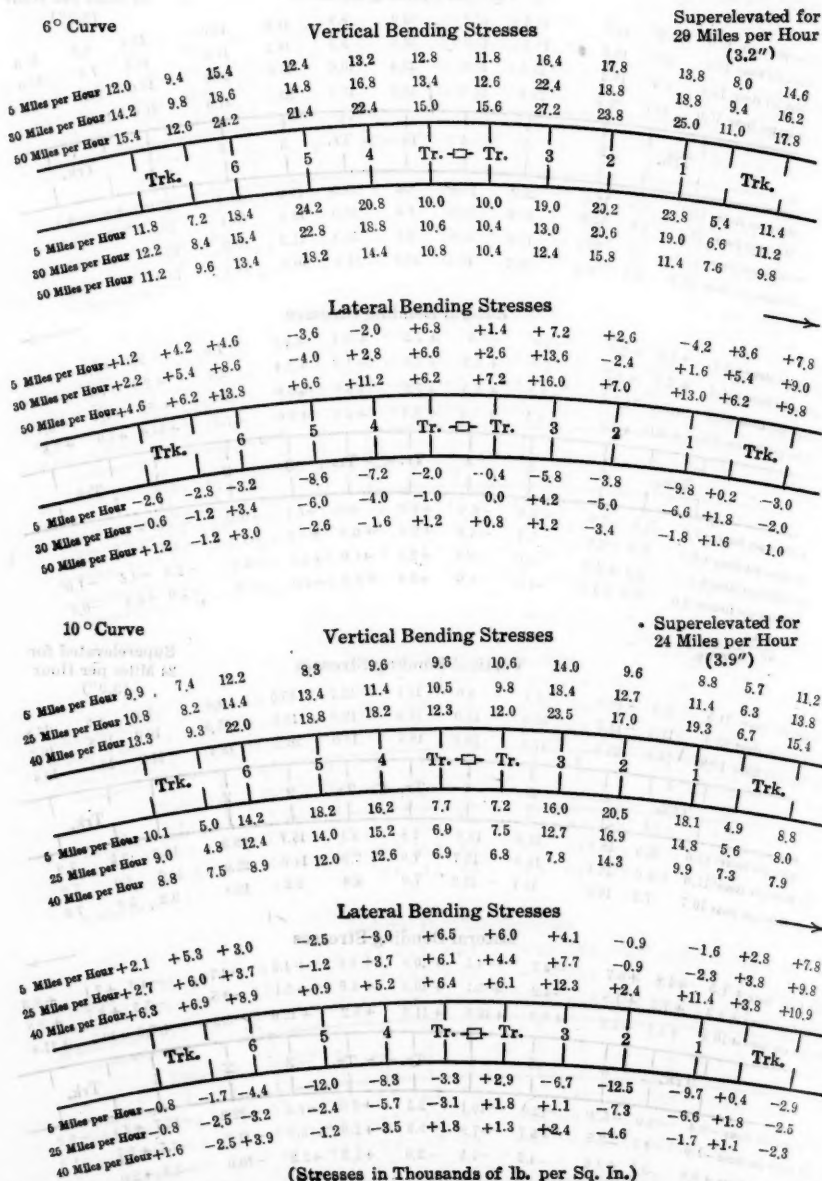 6° Curve
Vertical Bending Stresses
Superelevated for
29 Miles per Hour
(3.2")
5 Miles per Hour 12.0 9.4 15.4 12.4 13.2 12.8 11.8 16.4 17.8 13.8 8.0 14.6
30 Miles per Hour 14.2 9.8 18.6 14.8 16.8 13.4 12.6 22.4 18.8 18.8 9.4 16.2
50 Miles per Hour 15.4 12.6 24.2 21.4 22.4 15.0 15.6 27.2 23.8 25.0 11.0 17.8
Trk. 6 5 4 Tr. Tr. 3 2 1 Trk.
5 Miles per Hour 11.8 7.2 18.4 24.2 20.8 10.0 10.0 19.0 23.2 23.8 5.4 11.4
30 Miles per Hour 12.2 8.4 15.4 22.8 18.8 10.6 10.4 13.0 20.6 19.0 6.6 11.2
50 Miles per Hour 11.2 9.6 13.4 18.2 14.4 10.8 10.4 12.4 15.8 11.4 7.6 9.8
Lateral Bending Stresses
5 Miles per Hour +1.2 +4.2 +4.6 -3.6 -2.0 +6.8 +1.4 +7.2 +2.6 -4.2 +3.6 +7.8
30 Miles per Hour +2.2 +5.4 +8.6 -4.0 +2.8 +6.6 +2.6 +13.6 -2.4 +1.6 +5.4 +9.0
50 Miles per Hour +4.6 +6.2 +13.8 +6.6 +11.2 +6.2 +7.2 +16.0 +7.0 +13.0 +6.2 +9.8
Trk. 6 5 4 Tr. Tr. 3 2 1 Trk.
5 Miles per Hour -2.6 -2.8 -3.2 -8.6 -7.2 -2.0 -0.4 -5.8 -3.8 -9.8 +0.2 -3.0
30 Miles per Hour -0.6 -1.2 +3.4 -6.0 -4.0 -1.0 0.0 +4.2 -5.0 -6.6 +1.8 -2.0
50 Miles per Hour +1.2 -1.2 +3.0 -2.6 -1.6 +1.2 +0.8 +1.2 -3.4 -1.8 +1.6 1.0
10° Curve
Vertical Bending Stresses
Superelevated for
24 Miles per Hour
(3.9")
5 Miles per Hour 9.9 7.4 12.2 8.3 9.6 9.6 10.6 14.0 9.6 8.8 5.7 11.2
25 Miles per Hour 10.8 8.2 14.4 13.4 11.4 10.5 9.8 18.4 12.7 11.4 6.3 13.8
40 Miles per Hour 13.3 9.3 22.0 18.8 18.2 12.3 12.0 23.5 17.0 19.3 6.7 15.4
Trk. 6 5 4 Tr. Tr. 3 2 1 Trk.
5 Miles per Hour 10.1 5.0 14.2 18.2 16.2 7.7 7.2 16.0 20.5 18.1 4.9 8.8
25 Miles per Hour 9.0 4.8 12.4 14.0 15.2 7.5 12.7 16.9 14.8 5.6 8.0
40 Miles per Hour 8.8 7.5 8.9 12.0 12.6 6.9 6.8 7.8 14.3 9.9 7.3 7.9
Lateral Bending Stresses
5 Miles per Hour +2.1 +5.3 +3.0 -2.5 -3.0 +6.5 +6.0 +4.1 -0.9 -1.6 +2.8 +7.8
25 Miles per Hour +2.7 +6.0 +3.7 -1.2 -3.7 +6.1 +4.4 +7.7 -0.9 -2.3 +3.8 +9.8
40 Miles per Hour +6.3 +6.9 +8.9 +0.9 +5.2 +6.4 +6.1 +12.3 +2.4 +11.4 +3.8 +10.9
Trk. 6 5 4 Tr. Tr. 3 2 1 Trk.
5 Miles per Hour -0.8 -1.7 -4.4 -12.0 -8.3 -3.3 +2.9 -6.7 -12.5 -9.7 +0.4 -2.9
25 Miles per Hour -0.8 -2.5 -3.2 -2.4 -5.7 -3.1 +1.8 +1.1 -7.3 -6.6 +1.8 -2.5
40 Miles per Hour +1.6 -2.5 +3.9 -1.2 -3.5 +1.8 +1.3 +2.4 -4.6 -1.7 +1.1 -2.3
(Stresses in Thousands of lb. per Sq. In.)